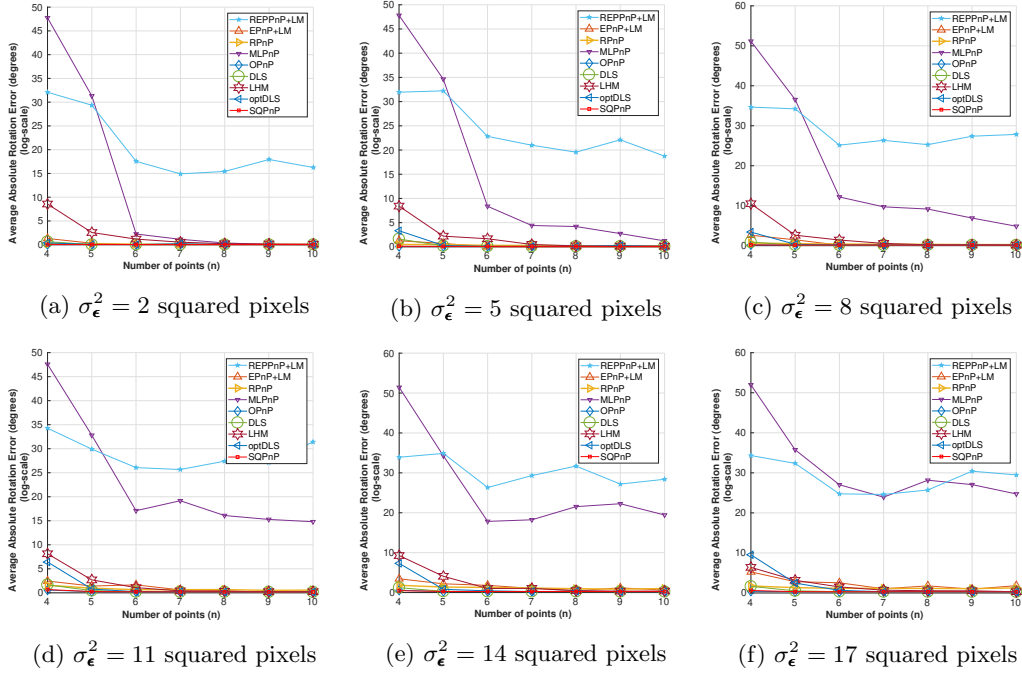 50
45
40
35
30
25
20
15
10
5
0
Average Absolute Rotation Error (degrees)
(log-scale)
4 5 6 7 8 9 10
Number of points (n)
REPPnP+LM
EPnP+LM
RPnP
MLPnP
OPnP
DLS
LHM
optDLS
SQPnP
(a) σ²_ϵ = 2 squared pixels
50
45
40
35
30
25
20
15
10
5
0
Average Absolute Rotation Error (degrees)
(log-scale)
4 5 6 7 8 9 10
Number of points (n)
REPPnP+LM
EPnP+LM
RPnP
MLPnP
OPnP
DLS
LHM
optDLS
SQPnP
(b) σ²_ϵ = 5 squared pixels
60
50
40
30
20
10
0
Average Absolute Rotation Error (degrees)
(log-scale)
4 5 6 7 8 9 10
Number of points (n)
REPPnP+LM
EPnP+LM
RPnP
MLPnP
OPnP
DLS
LHM
optDLS
SQPnP
(c) σ²_ϵ = 8 squared pixels
50
45
40
35
30
25
20
15
10
5
0
Average Absolute Rotation Error (degrees)
(log-scale)
4 5 6 7 8 9 10
Number of points (n)
REPPnP+LM
EPnP+LM
RPnP
MLPnP
OPnP
DLS
LHM
optDLS
SQPnP
(d) σ²_ϵ = 11 squared pixels
60
50
40
30
20
10
0
Average Absolute Rotation Error (degrees)
(log-scale)
4 5 6 7 8 9 10
Number of points (n)
REPPnP+LM
EPnP+LM
RPnP
MLPnP
OPnP
DLS
LHM
optDLS
SQPnP
(e) σ²_ϵ = 14 squared pixels
60
50
40
30
20
10
0
Average Absolute Rotation Error (degrees)
(log-scale)
4 5 6 7 8 9 10
Number of points (n)
REPPnP+LM
EPnP+LM
RPnP
MLPnP
OPnP
DLS
LHM
optDLS
SQPnP
(f) σ²_ϵ = 17 squared pixels